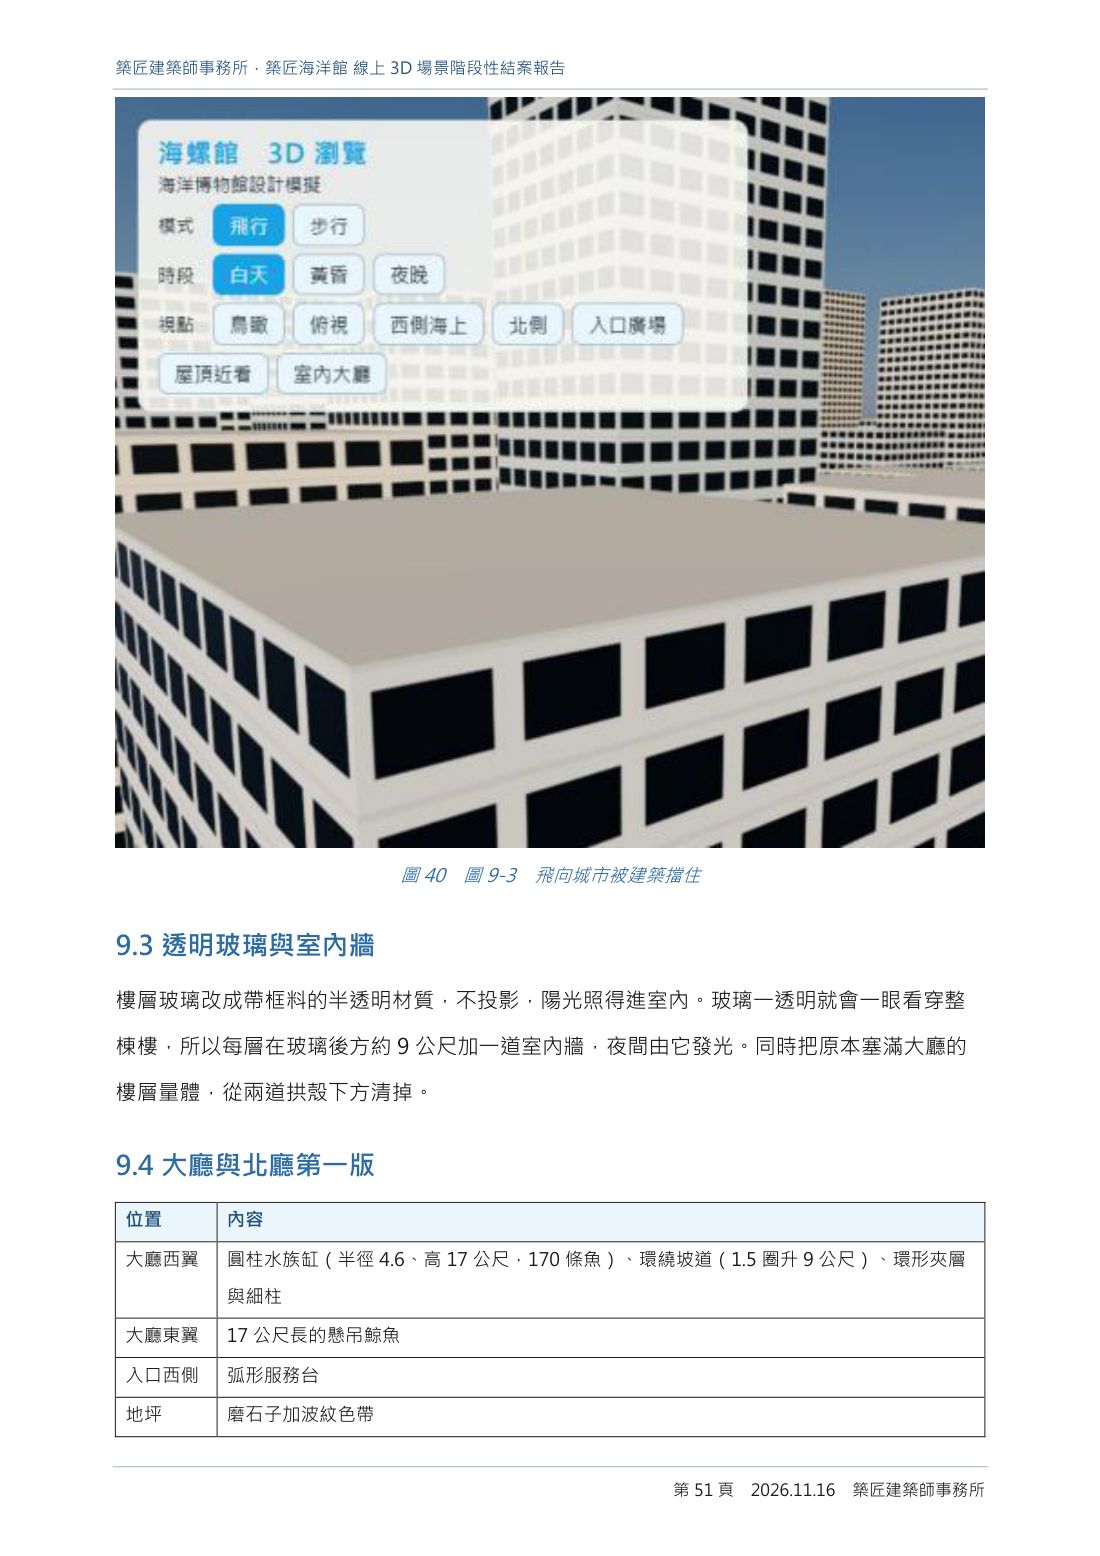 築匠建築師事務所．築匠海洋館 線上 3D 場景階段性結案報告
海螺館　3D 瀏覽
海洋博物館設計模擬
模式 飛行 步行
時段 白天 黃昏 夜晚
視點 鳥瞰 俯視 西側海上 北側 入口廣場
屋頂近看 室內大廳
圖 40　圖 9-3　飛向城市被建築擋住
9.3 透明玻璃與室內牆
樓層玻璃改成帶框料的半透明材質，不投影，陽光照得進室內。玻璃一透明就會一眼看穿整
棟樓，所以每層在玻璃後方約 9 公尺加一道室內牆，夜間由它發光。同時把原本塞滿大廳的
樓層量體，從兩道拱殼下方清掉。
9.4 大廳與北廳第一版
位置 內容
大廳西翼 圓柱水族缸（半徑 4.6、高 17 公尺，170 條魚）、環繞坡道（1.5 圈升 9 公尺）、環形夾層
與細柱
大廳東翼 17 公尺長的懸吊鯨魚
入口西側 弧形服務台
地坪 磨石子加波紋色帶
第 51 頁　2026.11.16　築匠建築師事務所